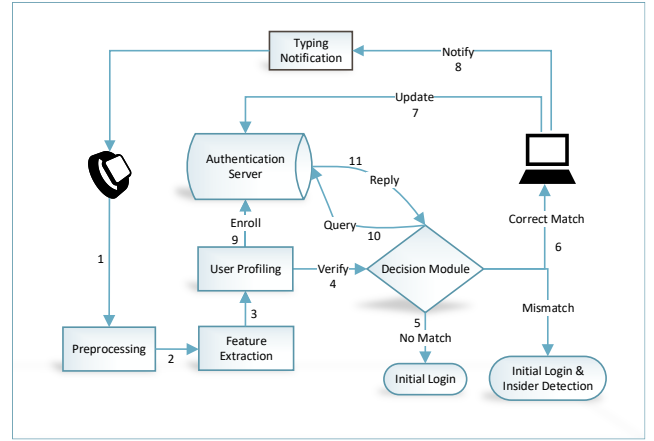 Typing
Notification
Notify
8
Update
7
Authentication
Server
11
Reply
Query
10
Enroll
9
Correct Match
6
1
User Profiling
Verify
4
Decision Module
3
Mismatch
5
No Match
Preprocessing
2
Feature
Extraction
Initial Login
Initial Login &
Insider Detection